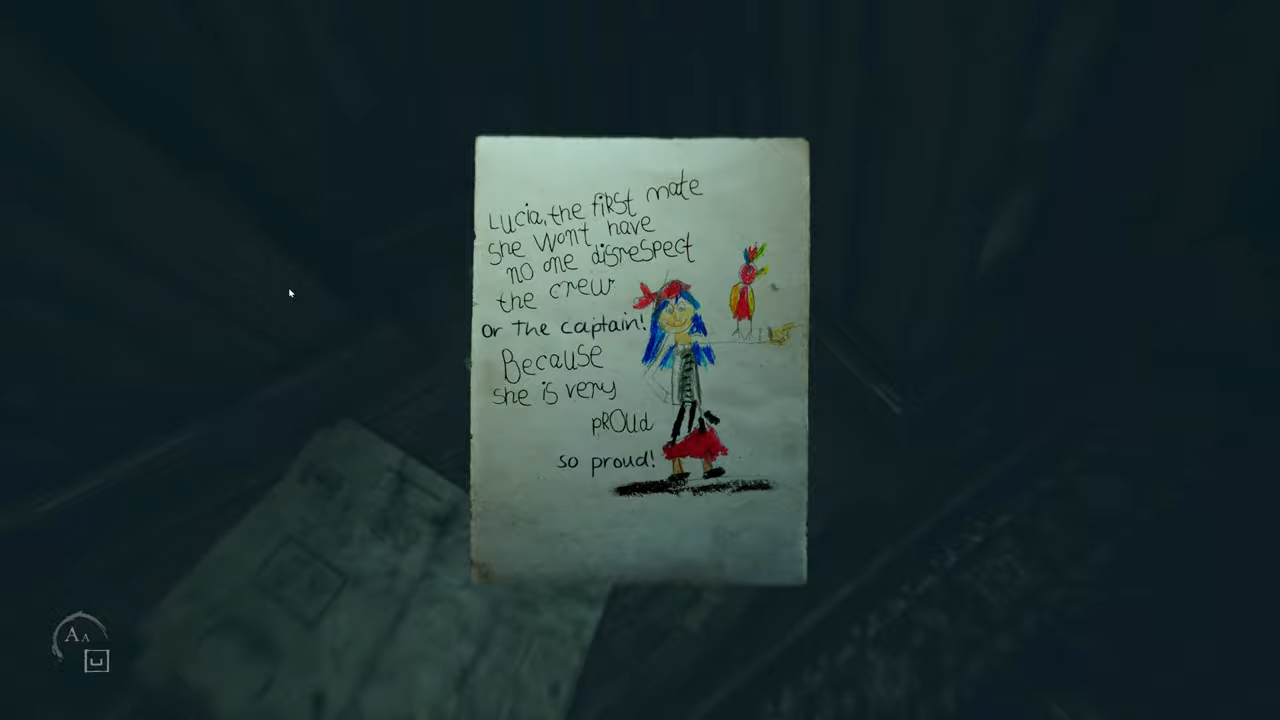 Lucia, the first mate
she won't have
no one disrespect
the crew
or the captain!
Because
she is very
pROUd
so proud!
AA